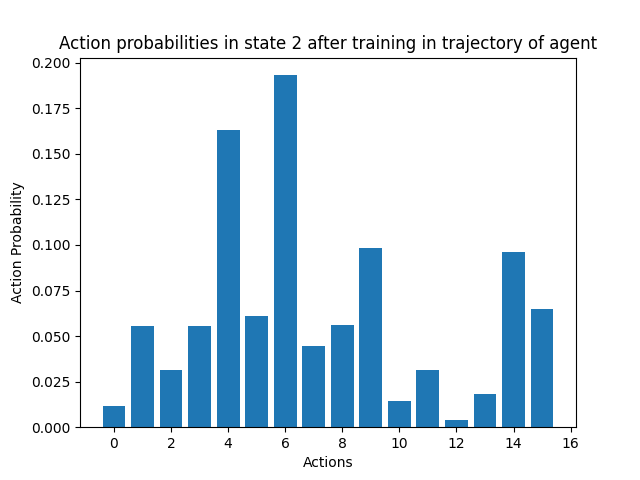 Action probabilities in state 2 after training in trajectory of agent
0.200
0.175
0.150
0.125
0.100
0.075
0.050
0.025
0.000
Action Probability
0 2 4 6 8 10 12 14 16
Actions